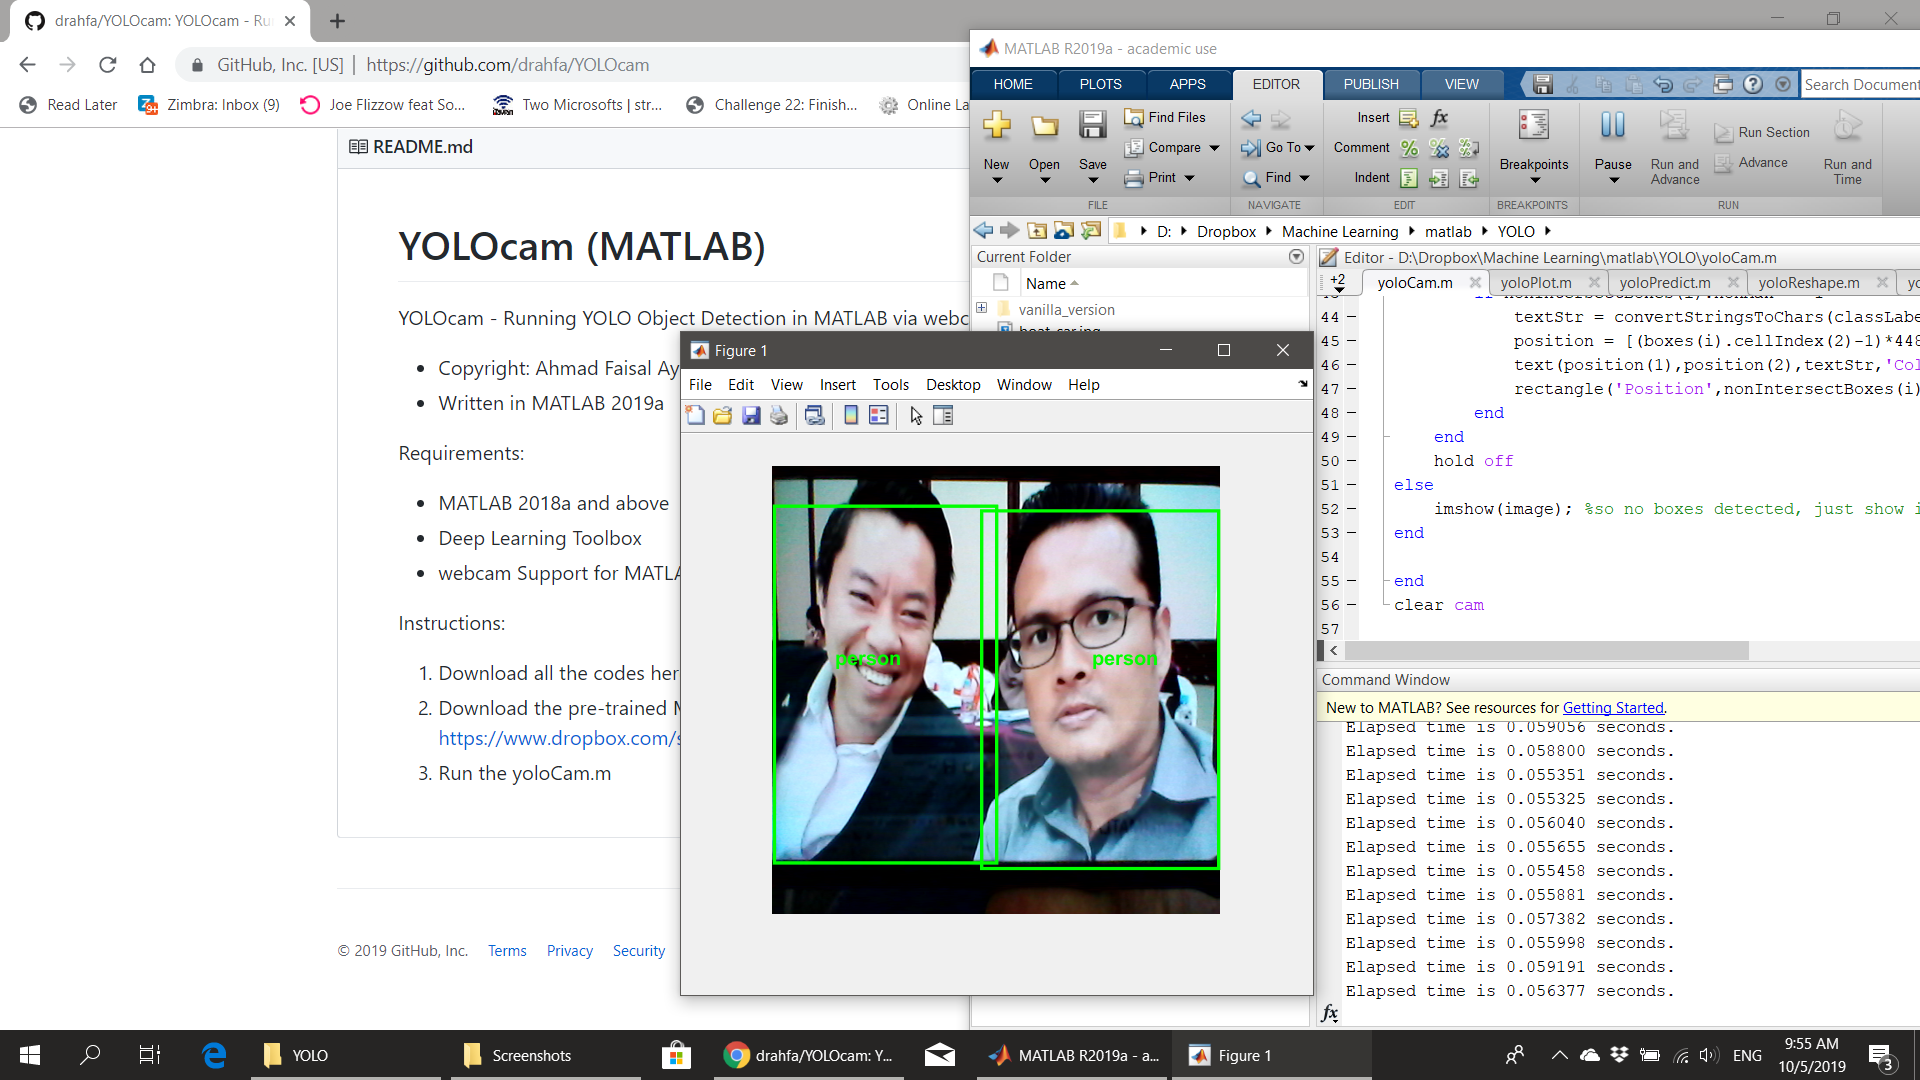 drahfa/YOLOcam: YOLOcam - Ru
GitHub, Inc. [US] | https://github.com/drahfa/YOLOcam
Read Later
Zimbra: Inbox (9)
Joe Flizzow feat So...
Two Microsofts | str...
Challenge 22: Finish...
Online La
README.md
YOLOcam (MATLAB)
YOLOcam - Running YOLO Object Detection in MATLAB via webc
• Copyright: Ahmad Faisal Ay
• Written in MATLAB 2019a
Requirements:
• MATLAB 2018a and above
• Deep Learning Toolbox
• webcam Support for MATLA
Instructions:
1. Download all the codes her
2. Download the pre-trained M
https://www.dropbox.com/s
3. Run the yoloCam.m
© 2019 GitHub, Inc. Terms Privacy Security
MATLAB R2019a - academic use
HOME PLOTS APPS EDITOR PUBLISH VIEW
Search Document
New
Open
Save
Find Files
Compare
Print
FILE
Go To
Find
NAVIGATE
Insert
Comment
Indent
EDIT
Breakpoints
BREAKPOINTS
Pause
Run and Advance
Run Section
Advance
Run and Time
RUN
D: Dropbox Machine Learning matlab YOLO
Current Folder
Name
vanilla_version
Editor - D:\Dropbox\Machine Learning\matlab\YOLO\yoloCam.m
+2 yoloCam.m yoloPlot.m yoloPredict.m yoloReshape.m yo
44 textStr = convertStringsToChars(classLabe
45 position = [(boxes(i).cellIndex(2)-1)*448
46 text(position(1),position(2),textStr,'Col
47 rectangle('Position',nonIntersectBoxes(i)
48 end
49 end
50 hold off
51 else
52 imshow(image); %so no boxes detected, just show i
53 end
54
55 end
56 clear cam
57
Command Window
New to MATLAB? See resources for Getting Started.
Elapsed time is 0.059056 seconds.
Elapsed time is 0.058800 seconds.
Elapsed time is 0.055351 seconds.
Elapsed time is 0.055325 seconds.
Elapsed time is 0.056040 seconds.
Elapsed time is 0.055655 seconds.
Elapsed time is 0.055458 seconds.
Elapsed time is 0.055881 seconds.
Elapsed time is 0.057382 seconds.
Elapsed time is 0.055998 seconds.
Elapsed time is 0.059191 seconds.
Elapsed time is 0.056377 seconds.
fx
Figure 1
File Edit View Insert Tools Desktop Window Help
person
person
YOLO
Screenshots
drahfa/YOLOcam: Y...
MATLAB R2019a - a...
Figure 1
ENG
9:55 AM
10/5/2019
3